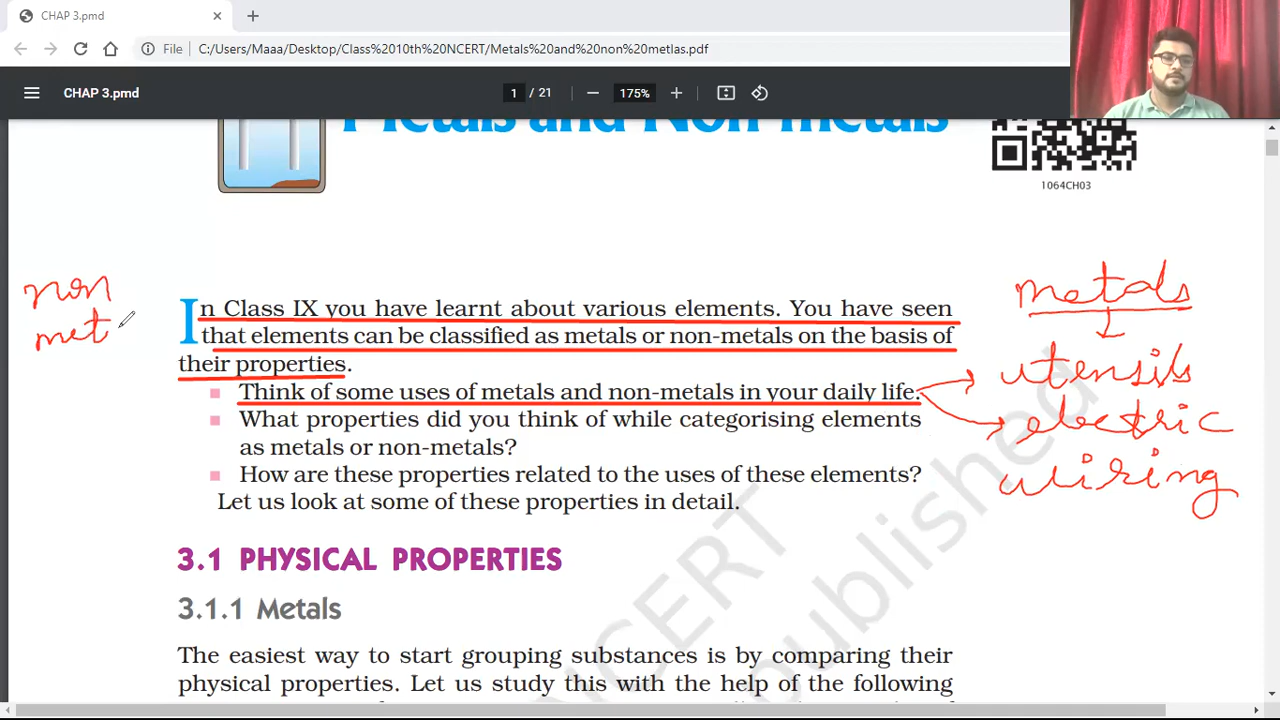 CHAP 3.pmd
File C:/Users/Maaa/Desktop/Class%2010th%20NCERT/Metals%20and%20non%20metlas.pdf
CHAP 3.pmd
1 / 21
175%
Metals and Non-metals
1064CH03
non
met
metals
utensils
electric
wiring
In Class IX you have learnt about various elements. You have seen
that elements can be classified as metals or non-metals on the basis of
their properties.
Think of some uses of metals and non-metals in your daily life.
What properties did you think of while categorising elements
as metals or non-metals?
How are these properties related to the uses of these elements?
Let us look at some of these properties in detail.
3.1 PHYSICAL PROPERTIES
3.1.1 Metals
The easiest way to start grouping substances is by comparing their
physical properties. Let us study this with the help of the following
NCERT
published